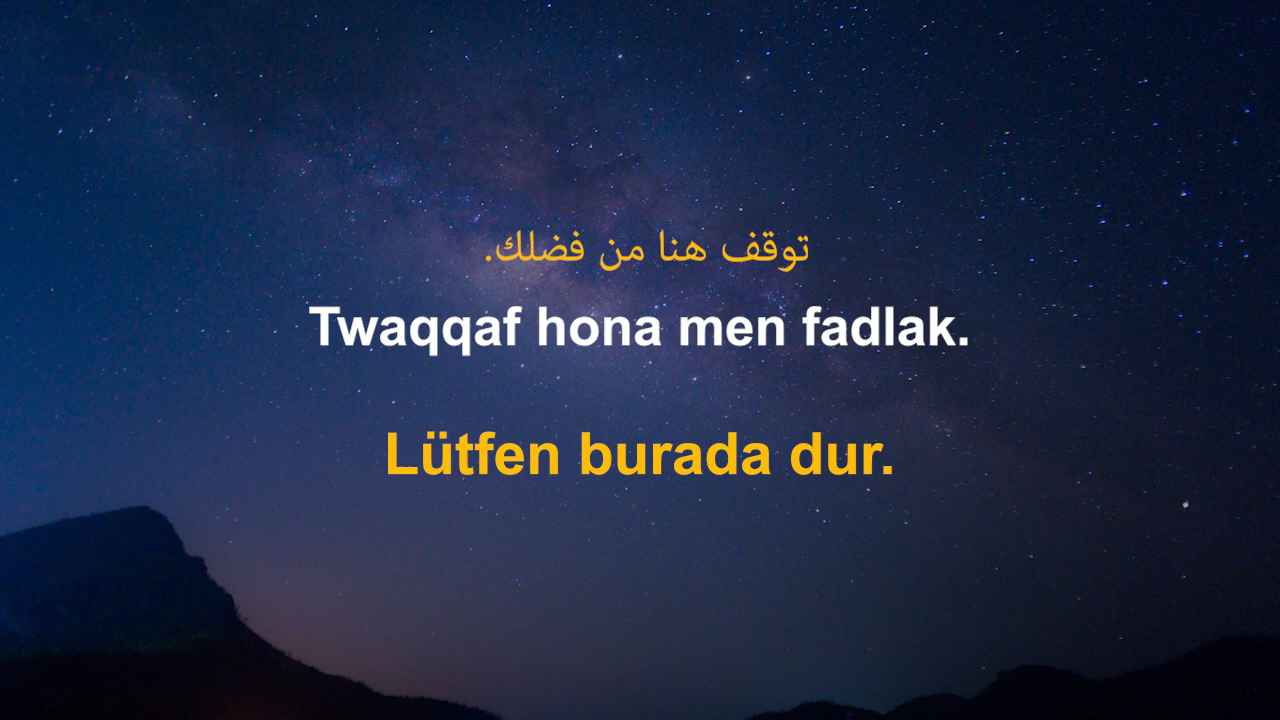 توقف هنا من فضلك.
Twaqqaf hona men fadlak.
Lütfen burada dur.